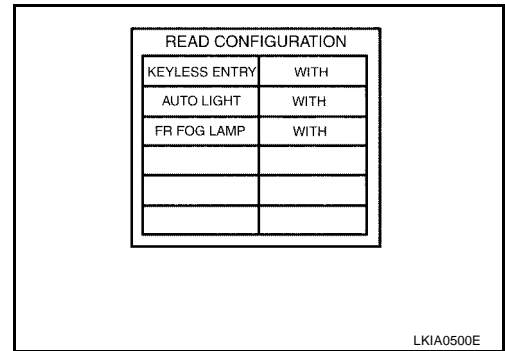 READ CONFIGURATION
KEYLESS ENTRY WITH
AUTO LIGHT WITH
FR FOG LAMP WITH
LKIA0500E